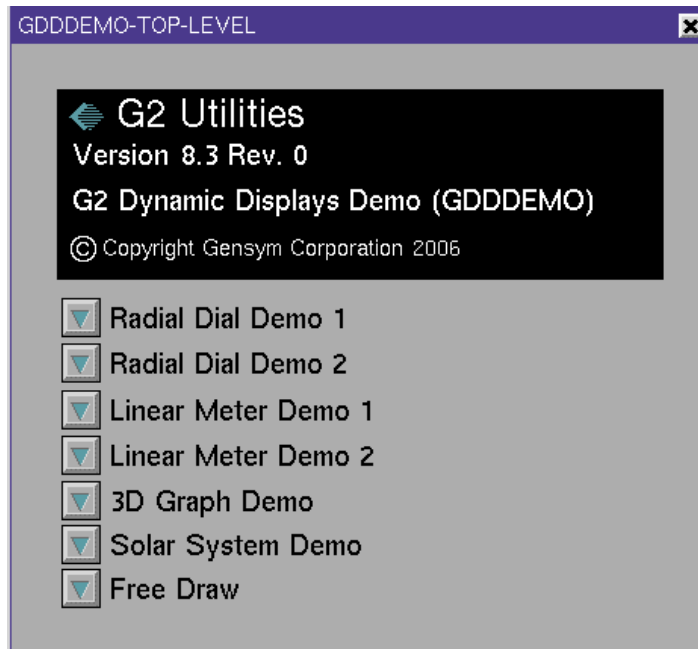 GDDDEMO-TOP-LEVEL
G2 Utilities
Version 8.3 Rev. 0
G2 Dynamic Displays Demo (GDDDEMO)
© Copyright Gensym Corporation 2006
Radial Dial Demo 1
Radial Dial Demo 2
Linear Meter Demo 1
Linear Meter Demo 2
3D Graph Demo
Solar System Demo
Free Draw